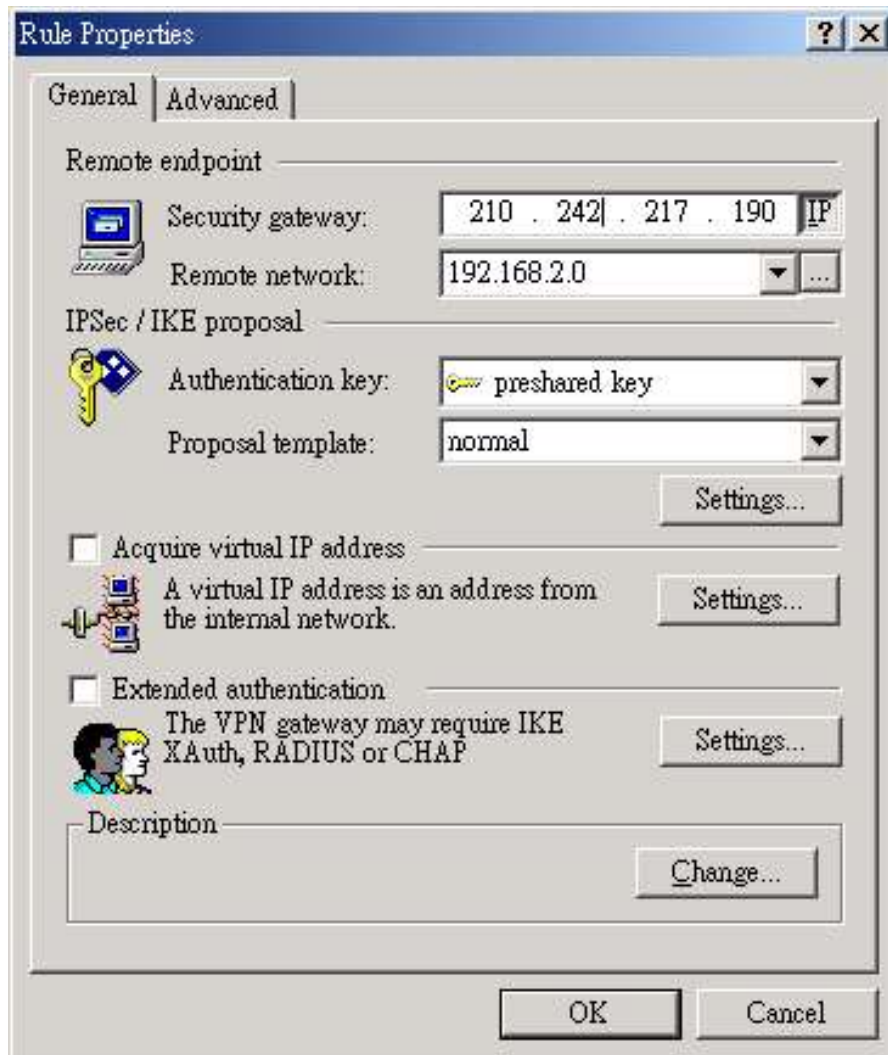 Rule Properties
General Advanced
Remote endpoint
Security gateway: 210 . 242 . 217 . 190 IP
Remote network: 192.168.2.0 ...
IPSec / IKE proposal
Authentication key: preshared key
Proposal template: normal
Settings...
Acquire virtual IP address
A virtual IP address is an address from
the internal network.
Settings...
Extended authentication
The VPN gateway may require IKE
XAuth, RADIUS or CHAP
Settings...
Description
Change...
OK Cancel